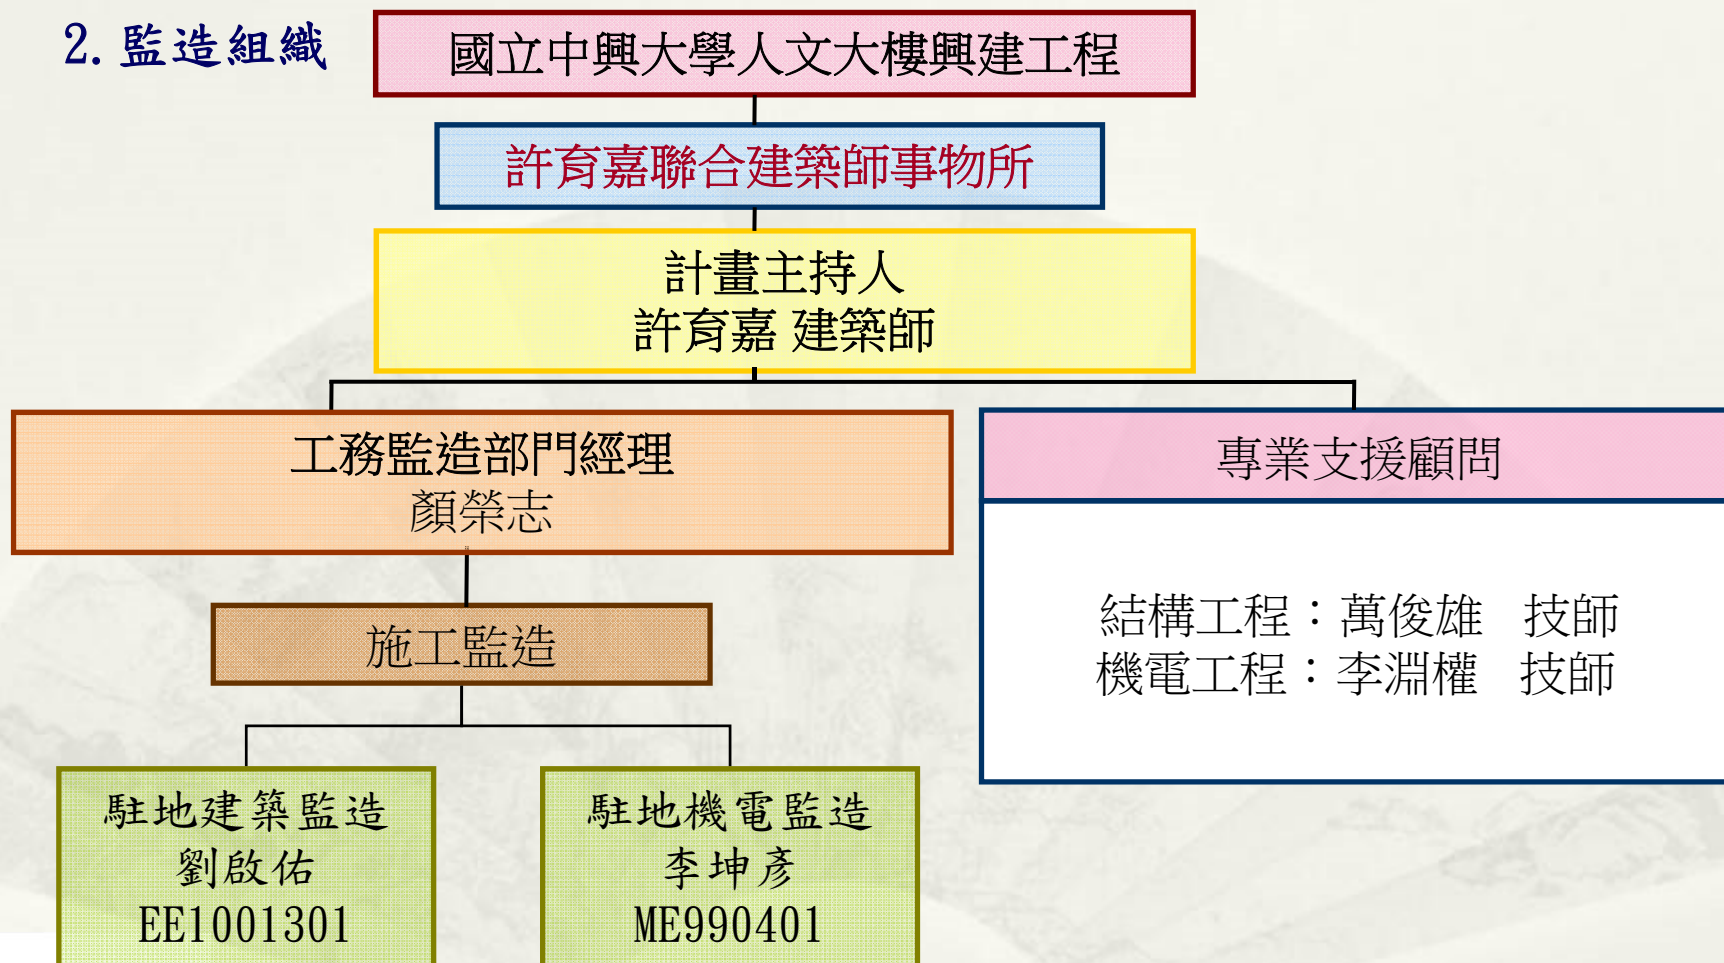 2.監造組織
國立中興大學人文大樓興建工程
許育嘉聯合建築師事物所
計畫主持人
許育嘉 建築師
工務監造部門經理
顏榮志
專業支援顧問
結構工程：萬俊雄 技師
機電工程：李淵權 技師
施工監造
駐地建築監造
劉啟佑
EE1001301
駐地機電監造
李坤彥
ME990401